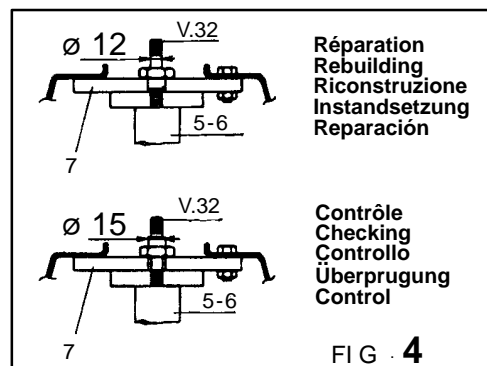 Ø 12
V.32
5-6
7
Réparation
Rebuilding
Riconstruzione
Instandsetzung
Reparación
Ø 15
V.32
5-6
7
Contrôle
Checking
Controllo
Überprugung
Control
FIG . 4